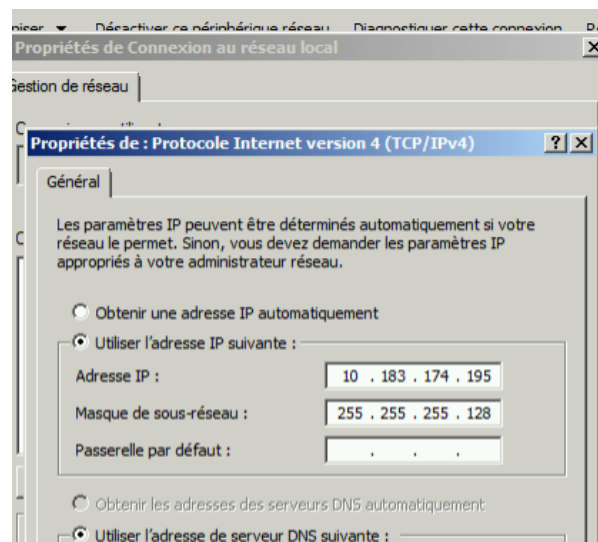 Désactiver ce périphérique réseau Diagnostiquer cette connexion
Propriétés de Connexion au réseau local
Gestion de réseau
Propriétés de : Protocole Internet version 4 (TCP/IPv4)
Général
Les paramètres IP peuvent être déterminés automatiquement si votre
réseau le permet. Sinon, vous devez demander les paramètres IP
appropriés à votre administrateur réseau.
Obtenir une adresse IP automatiquement
Utiliser l'adresse IP suivante :
Adresse IP : 10 . 183 . 174 . 195
Masque de sous-réseau : 255 . 255 . 255 . 128
Passerelle par défaut : . . .
Obtenir les adresses des serveurs DNS automatiquement
Utiliser l'adresse de serveur DNS suivante :